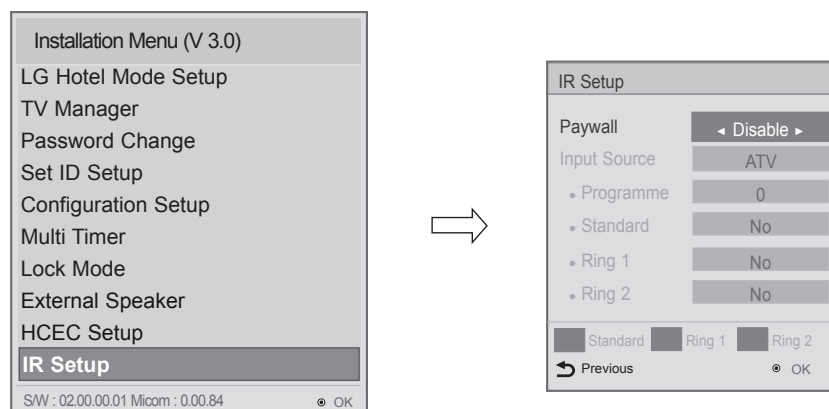 Installation Menu (V 3.0)
LG Hotel Mode Setup
TV Manager
Password Change
Set ID Setup
Configuration Setup
Multi Timer
Lock Mode
External Speaker
HCEC Setup
IR Setup
S/W : 02.00.00.01 Micom : 0.00.84 ◉ OK
IR Setup
Paywall ◄ Disable ►
Input Source ATV
• Programme 0
• Standard No
• Ring 1 No
• Ring 2 No
Standard Ring 1 Ring 2
Previous ◉ OK